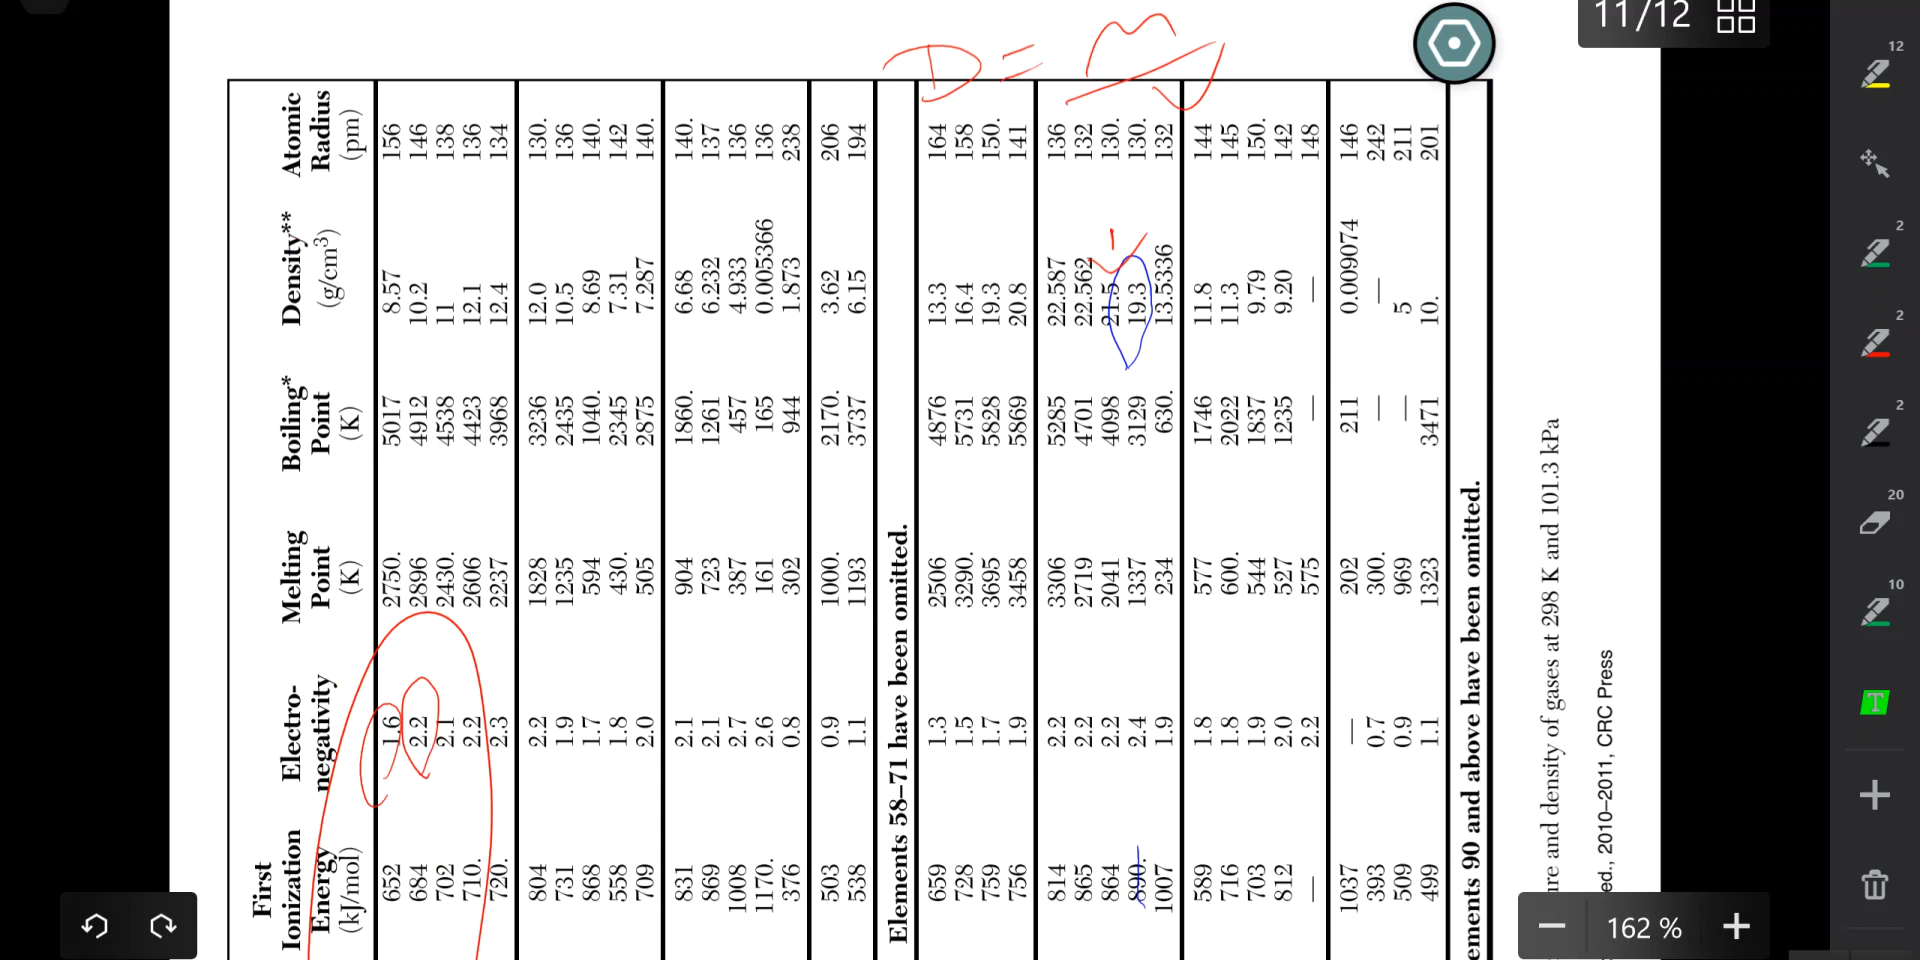 11/12
D = m/v
First
Ionization Electro- Melting Boiling* Density** Atomic
Energy negativity Point Point (g/cm³) Radius
(kJ/mol) (K) (K) (pm)
652 1.6 2750. 5017 8.57 156
684 2.2 2896 4912 10.2 146
702 2.1 2430. 4538 11 138
710. 2.2 2606 4423 12.1 136
720. 2.3 2237 3968 12.4 134
804 2.2 1828 3236 12.0 130.
731 1.9 1235 2435 10.5 136
868 1.7 594 1040. 8.69 140.
558 1.8 430. 2345 7.31 142
709 2.0 505 2875 7.287 140.
831 2.1 904 1860. 6.68 140.
869 2.1 723 1261 6.232 137
1008 2.7 387 457 4.933 136
1170. 2.6 161 165 0.005366 136
376 0.8 302 944 1.873 238
503 0.9 1000. 2170. 3.62 206
538 1.1 1193 3737 6.15 194
Elements 58–71 have been omitted.
659 1.3 2506 4876 13.3 164
728 1.5 3290. 5731 16.4 158
759 1.7 3695 5828 19.3 150.
756 1.9 3458 5869 20.8 141
814 2.2 3306 5285 22.587 136
865 2.2 2719 4701 22.562 132
864 2.2 2041 4098 21.5 130.
890. 2.4 1337 3129 19.3 130.
1007 1.9 234 630. 13.5336 132
589 1.8 577 1746 11.8 144
716 1.8 600. 2022 11.3 145
703 1.9 544 1837 9.79 150.
812 2.0 527 1235 9.20 142
— 2.2 575 — — 148
1037 — 202 211 0.009074 146
393 0.7 300. — — 242
509 0.9 969 — 5 211
499 1.1 1323 3471 10. 201
ements 90 and above have been omitted.
ure and density of gases at 298 K and 101.3 kPa
ed., 2010–2011, CRC Press
12
2
2
2
20
10
T
162 %